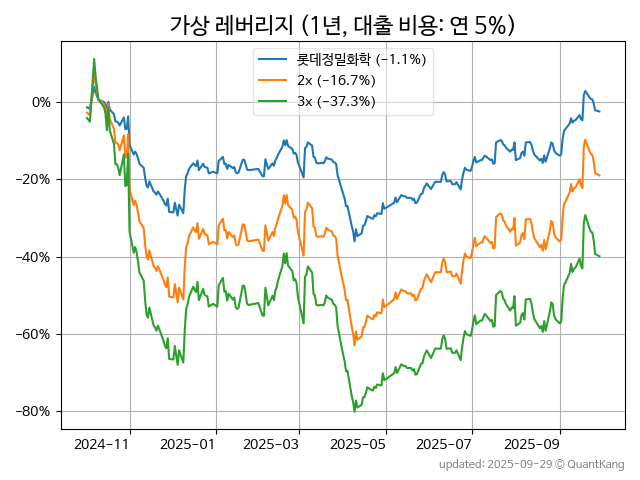 가상 레버리지 (1년, 대출 비용: 연 5%)
롯데정밀화학 (−1.1%)
2x (−16.7%)
3x (−37.3%)
0%
−20%
−40%
−60%
−80%
2024-11 2025-01 2025-03 2025-05 2025-07 2025-09
updated: 2025-09-29 © QuantKang